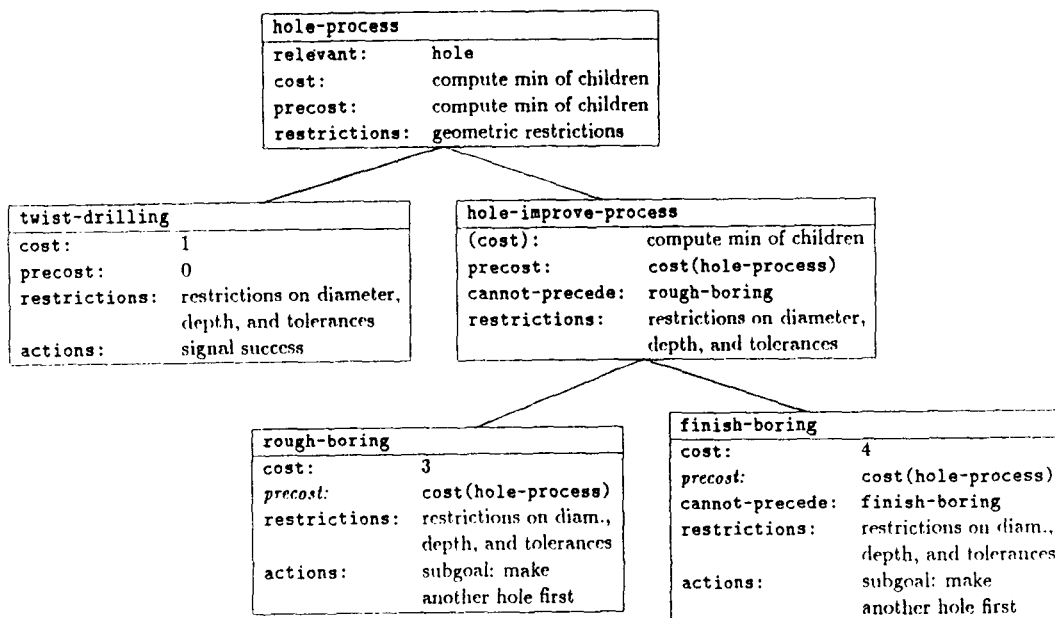 hole-process
relevant: hole
cost: compute min of children
precost: compute min of children
restrictions: geometric restrictions
twist-drilling
cost: 1
precost: 0
restrictions: restrictions on diameter,
depth, and tolerances
actions: signal success
hole-improve-process
(cost): compute min of children
precost: cost(hole-process)
cannot-precede: rough-boring
restrictions: restrictions on diameter,
depth, and tolerances
rough-boring
cost: 3
precost: cost(hole-process)
restrictions: restrictions on diam.,
depth, and tolerances
actions: subgoal: make
another hole first
finish-boring
cost: 4
precost: cost(hole-process)
cannot-precede: finish-boring
restrictions: restrictions on diam.,
depth, and tolerances
actions: subgoal: make
another hole first